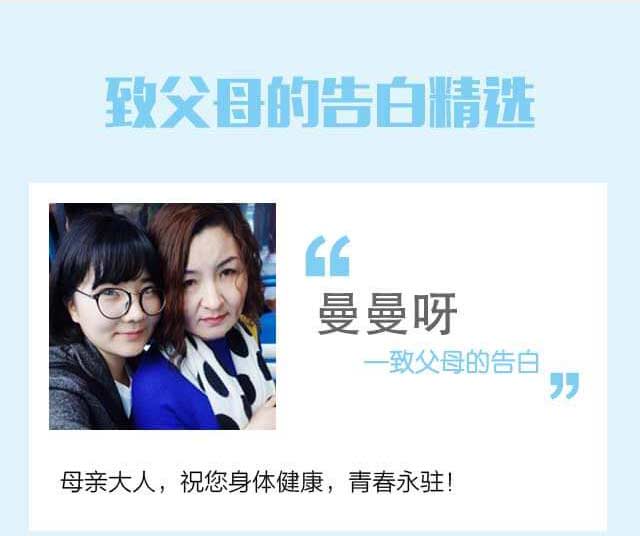 致父母的告白精选
“
曼曼呀
—致父母的告白
”
母亲大人，祝您身体健康，青春永驻！